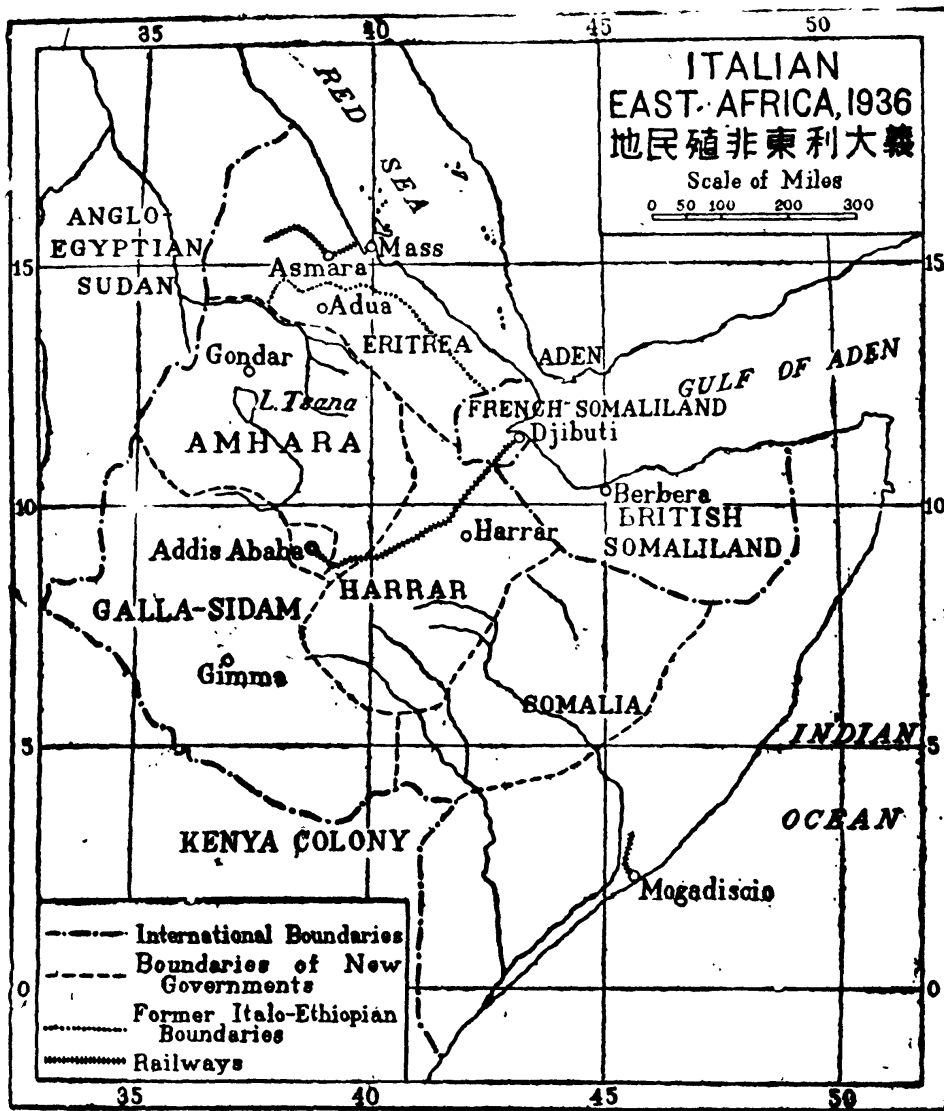 35 40 45 50
ITALIAN
EAST AFRICA, 1936
地民殖非東利大義
Scale of Miles
0 50 100 200 300
RED
SEA
ANGLO-
EGYPTIAN
SUDAN
Mass
15
15
Asmara
Adua
ERITREA
Gondar
ADEN
GULF OF ADEN
L. Tsana
FRENCH-SOMALILAND
Djibuti
AMHARA
10
10
Berbera
BRITISH
SOMALILAND
Harrar
Addis Ababa
HARRAR
GALLA-SIDAM
Gimma
SOMALIA
5
5
INDIAN
OCEAN
KENYA COLONY
Mogadiscio
International Boundaries
Boundaries of New
Governments
0
0
Former Italo-Ethiopian
Boundaries
Railways
35 40 45 50